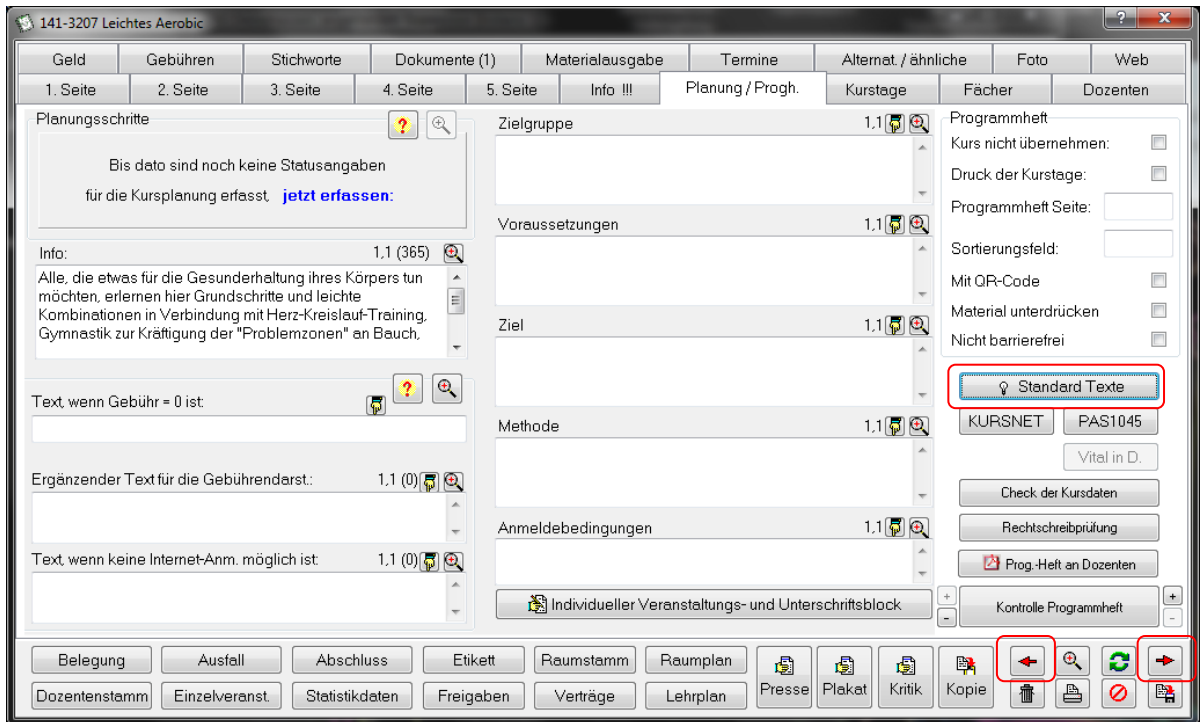 141-3207 Leichtes Aerobic
?
x
Geld
Gebühren
Stichworte
Dokumente (1)
Materialausgabe
Termine
Alternat. / ähnliche
Foto
Web
1. Seite
2. Seite
3. Seite
4. Seite
5. Seite
Info !!!
Planung / Progh.
Kurstage
Fächer
Dozenten
Planungsschritte
?
Bis dato sind noch keine Statusangaben
für die Kursplanung erfasst, jetzt erfassen:
Info: 1,1 (365)
Alle, die etwas für die Gesunderhaltung ihres Körpers tun
möchten, erlernen hier Grundschritte und leichte
Kombinationen in Verbindung mit Herz-Kreislauf-Training,
Gymnastik zur Kräftigung der "Problemzonen" an Bauch,
?
Text, wenn Gebühr = 0 ist:
Ergänzender Text für die Gebührendarst.: 1,1 (0)
Text, wenn keine Internet-Anm. möglich ist: 1,1 (0)
Zielgruppe 1,1
Voraussetzungen 1,1
Ziel 1,1
Methode 1,1
Anmeldebedingungen 1,1
Individueller Veranstaltungs- und Unterschriftsblock
Programmheft
Kurs nicht übernehmen:
Druck der Kurstage:
Programmheft Seite:
Sortierungsfeld:
Mit QR-Code
Material unterdrücken
Nicht barrierefrei
Standard Texte
KURSNET
PAS1045
Vital in D.
Check der Kursdaten
Rechtschreibprüfung
Prog.-Heft an Dozenten
+
-
Kontrolle Programmheft
+
-
Belegung
Ausfall
Abschluss
Etikett
Raumstamm
Raumplan
Dozentenstamm
Einzelveranst.
Statistikdaten
Freigaben
Verträge
Lehrplan
Presse
Plakat
Kritik
Kopie